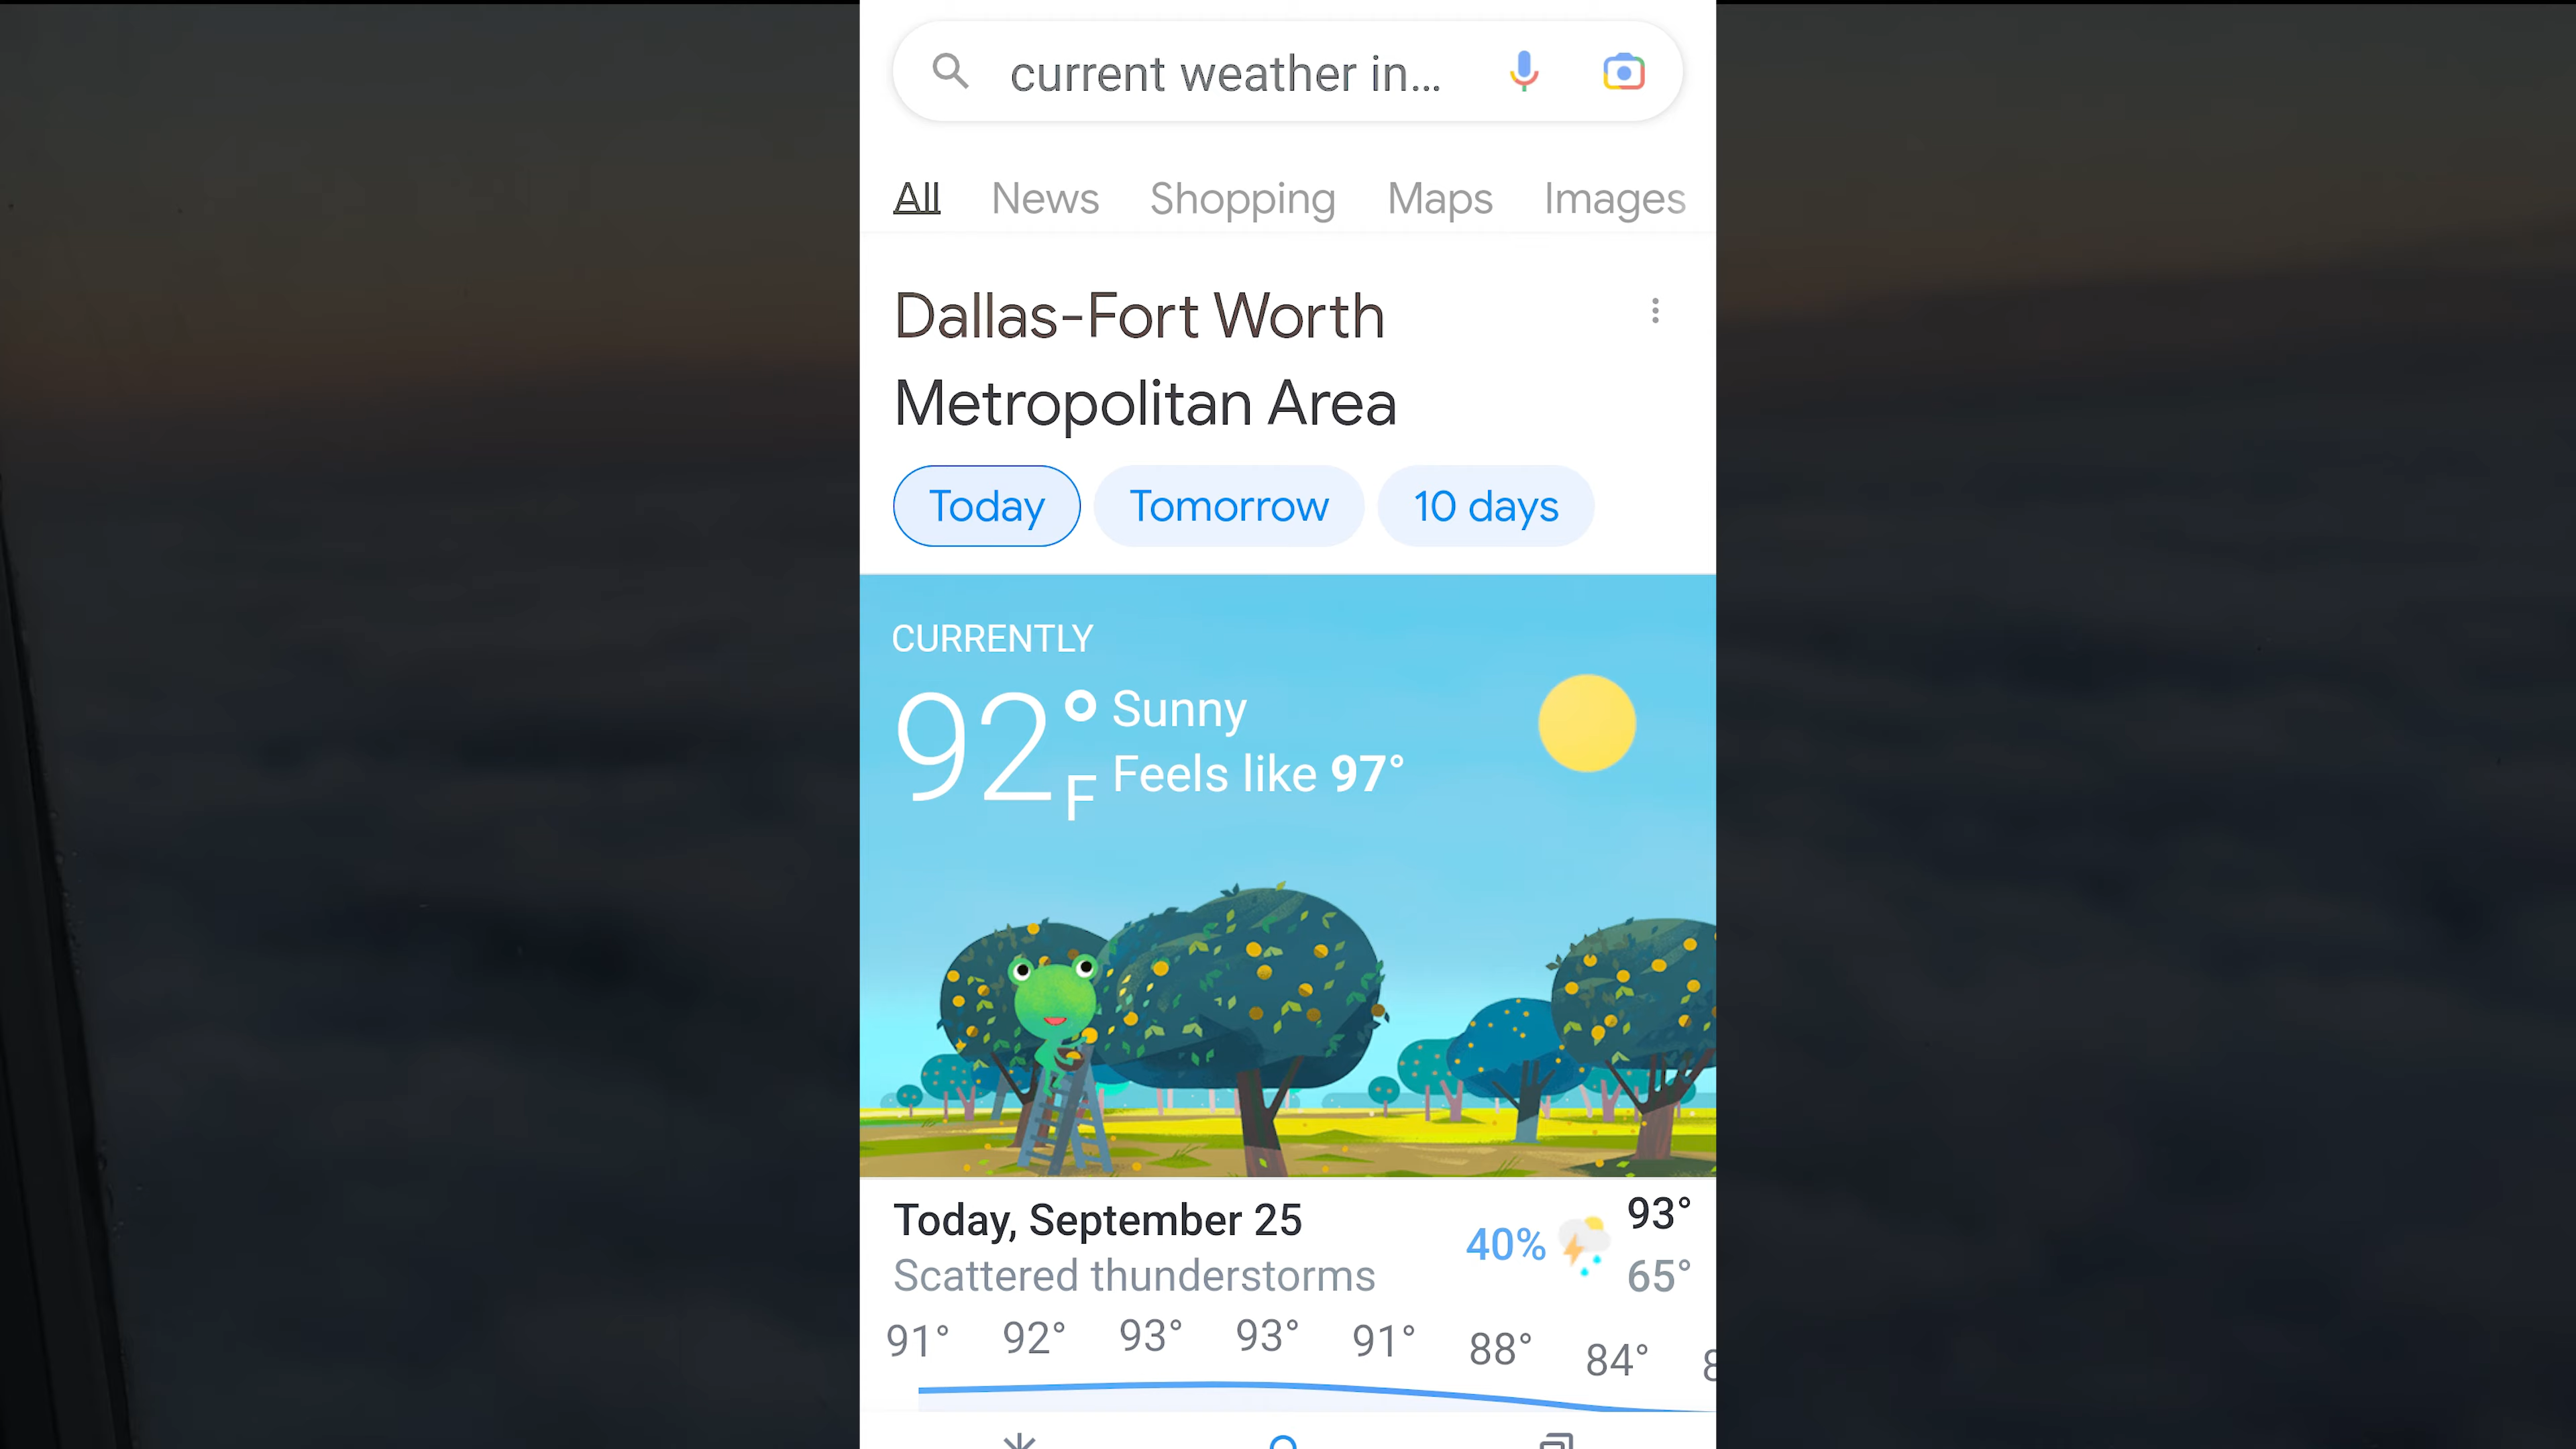 current weather in...
All News Shopping Maps Images
Dallas-Fort Worth
Metropolitan Area
Today Tomorrow 10 days
CURRENTLY
92°F Sunny
Feels like 97°
Today, September 25 40% 93°
Scattered thunderstorms 65°
91° 92° 93° 93° 91° 88° 84°